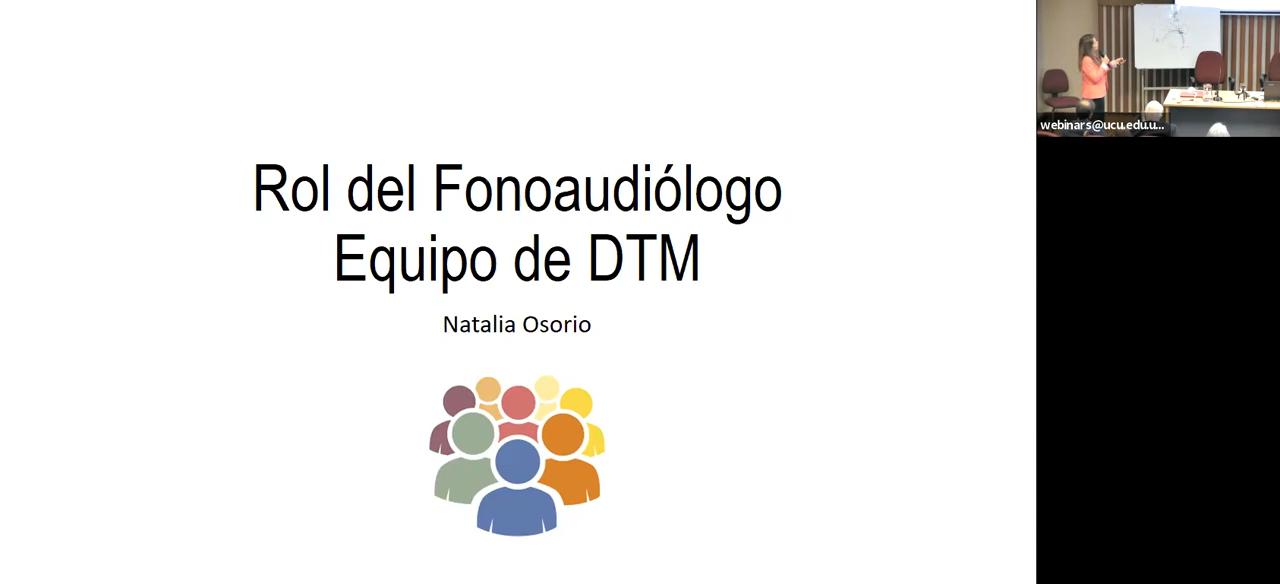 Rol del Fonoaudiólogo
Equipo de DTM
Natalia Osorio
webinars@ucu.edu.u...